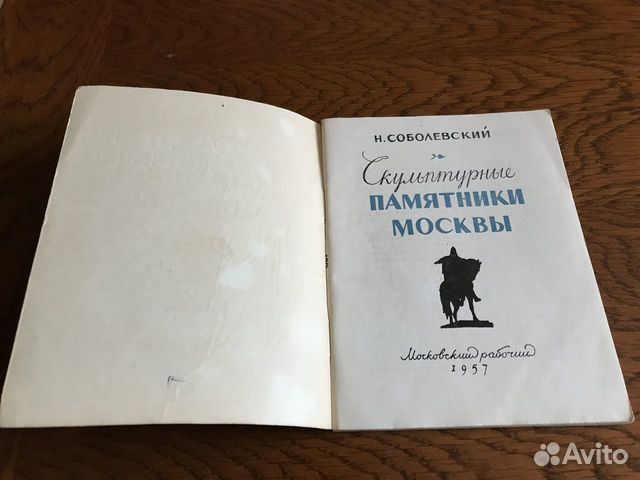 Н. СОБОЛЕВСКИЙ
Скульптурные
ПАМЯТНИКИ
МОСКВЫ
Московский рабочий
1957
Avito